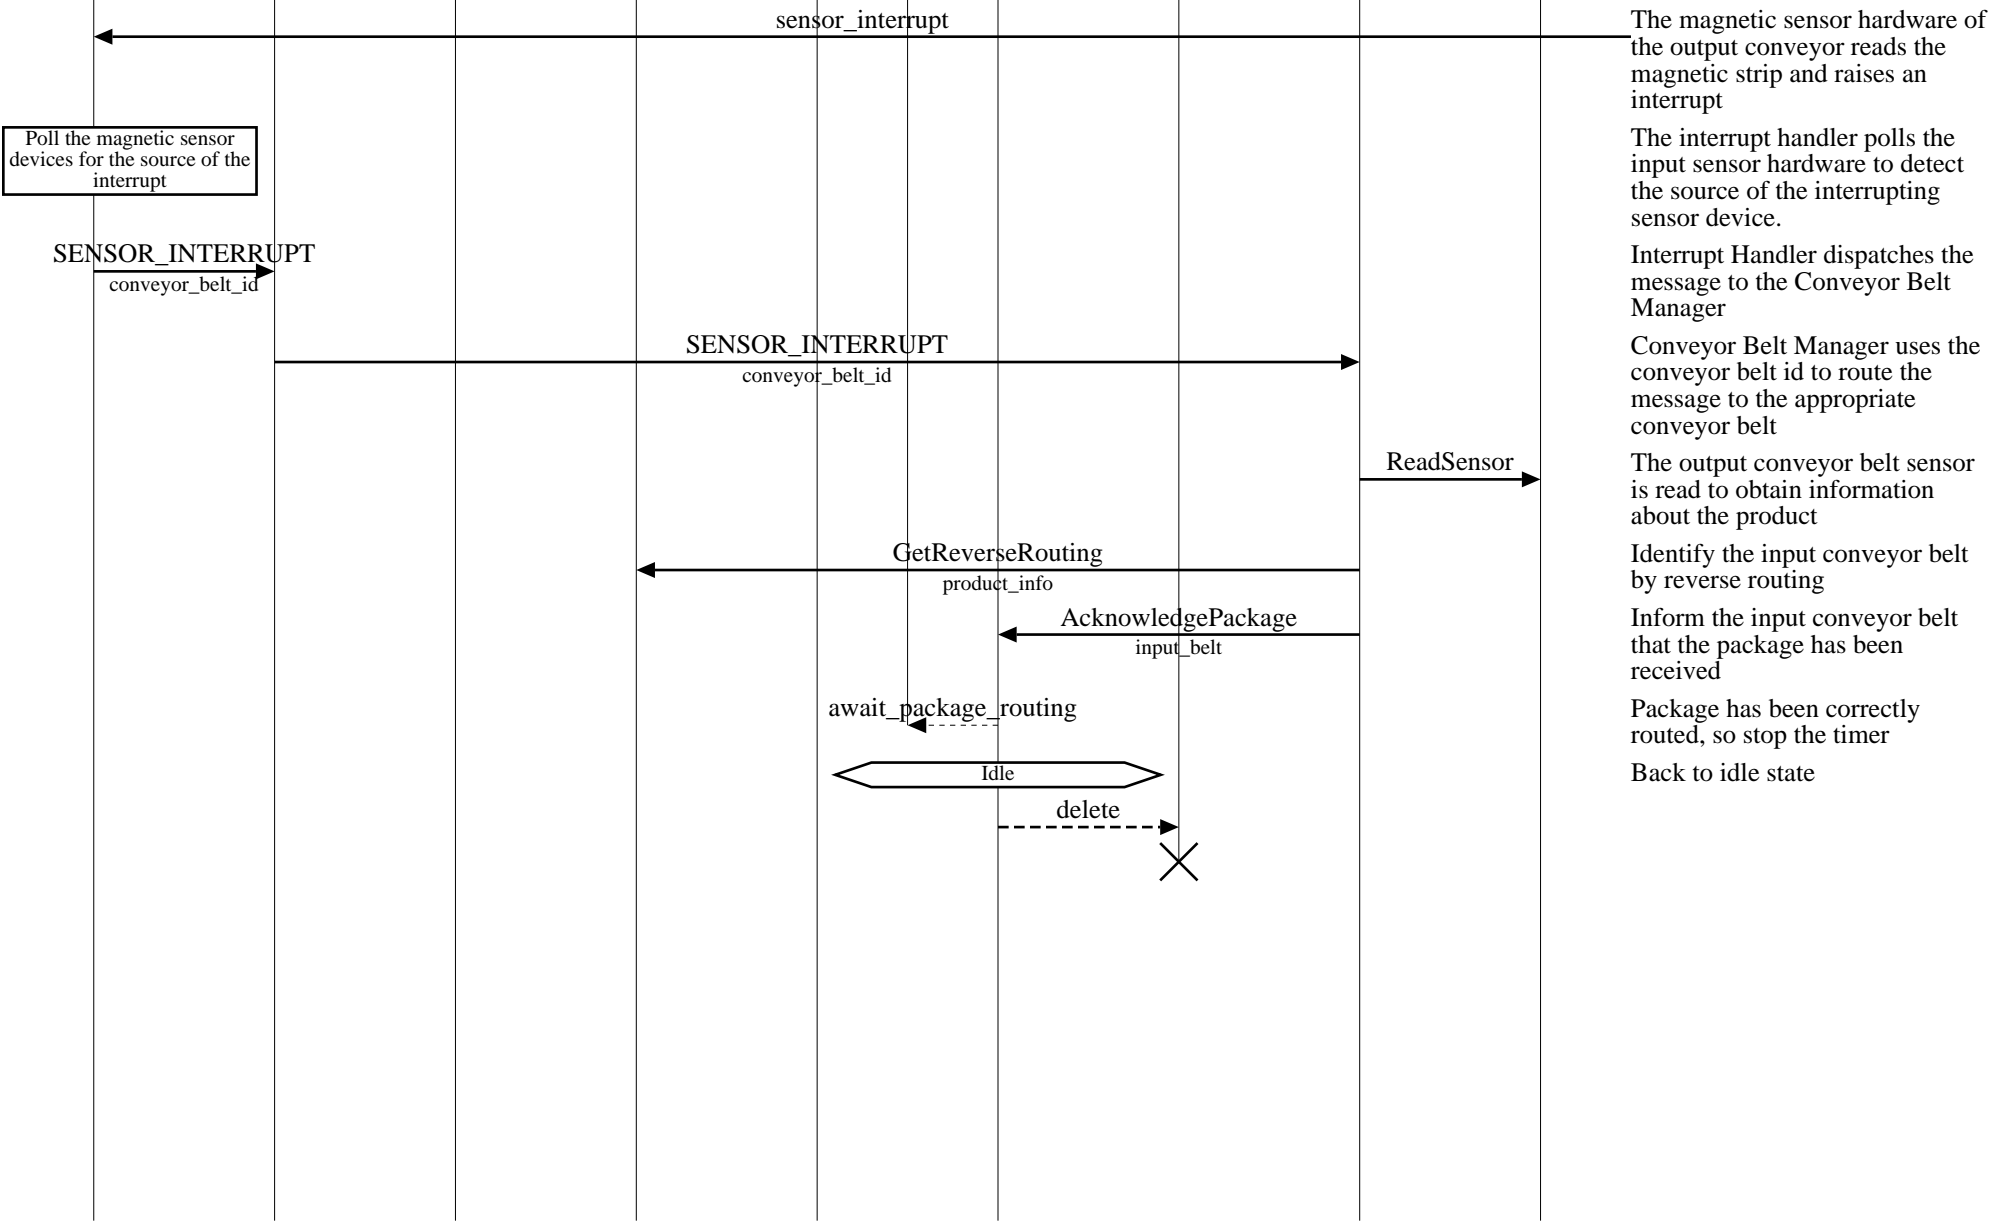 sensor_interrupt
The magnetic sensor hardware of
the output conveyor reads the
magnetic strip and raises an
interrupt
Poll the magnetic sensor
devices for the source of the
interrupt
The interrupt handler polls the
input sensor hardware to detect
the source of the interrupting
sensor device.
SENSOR_INTERRUPT
conveyor_belt_id
Interrupt Handler dispatches the
message to the Conveyor Belt
Manager
SENSOR_INTERRUPT
conveyor_belt_id
Conveyor Belt Manager uses the
conveyor belt id to route the
message to the appropriate
conveyor belt
ReadSensor
The output conveyor belt sensor
is read to obtain information
about the product
GetReverseRouting
product_info
Identify the input conveyor belt
by reverse routing
AcknowledgePackage
input_belt
Inform the input conveyor belt
that the package has been
received
await_package_routing
Package has been correctly
routed, so stop the timer
Idle
Back to idle state
delete